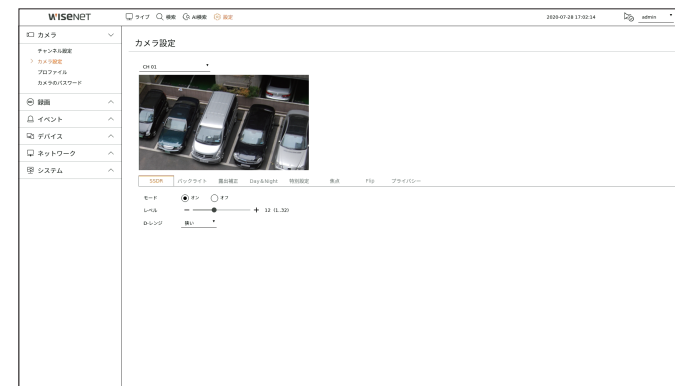 WISENET
ライブ 検索 AI検索 設定
2020-07-28 17:02:14 admin
カメラ
チャンネル設定
カメラ設定
プロファイル
カメラのパスワード
録画
イベント
デバイス
ネットワーク
システム
カメラ設定
CH 01
SSDR バックライト 露出補正 Day&Night 特別設定 焦点 Flip プライバシー
モード オン オフ
レベル 12 (1..32)
D-レンジ 狭い